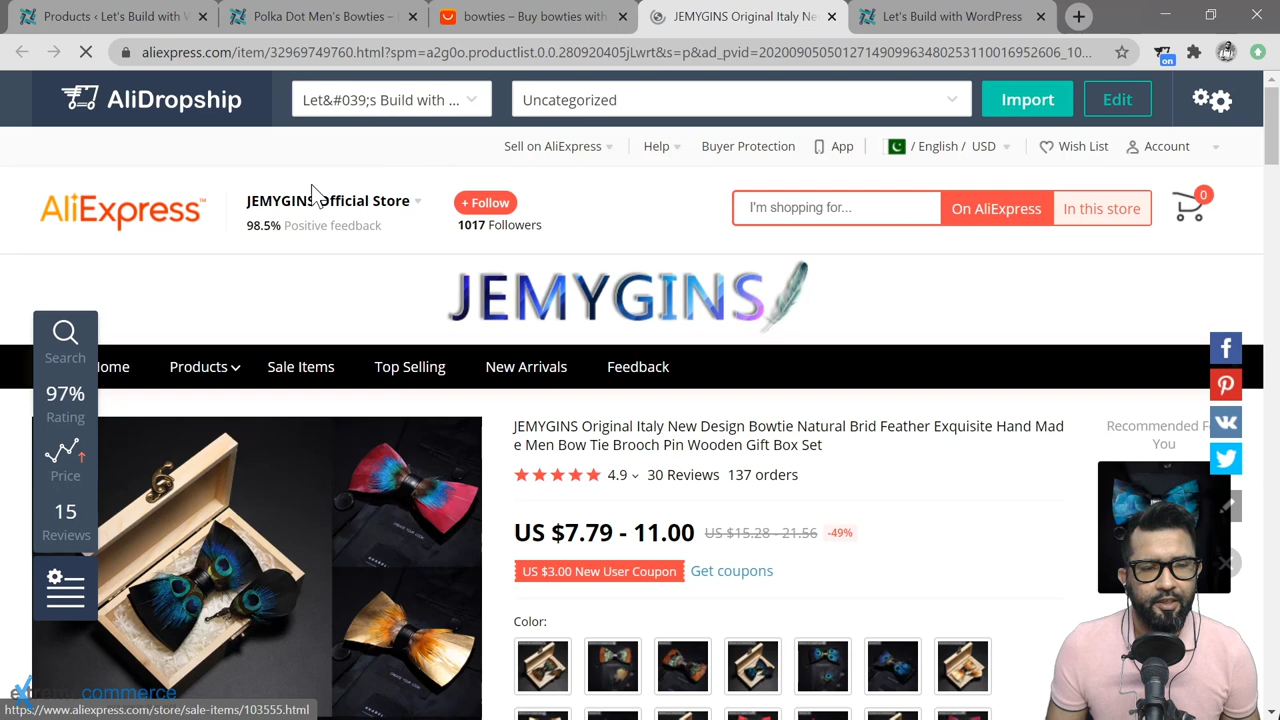 Products ‹ Let's Build with W
Polka Dot Men's Bowties –
bowties – Buy bowties with
JEMYGINS Original Italy Ne
Let's Build with WordPress
aliexpress.com/item/32969749760.html?spm=a2g0o.productlist.0.0.280920405jLwrt&s=p&ad_pvid=202009050501271490996348025311001695​2606_10...
on
AliDropship
Let&#039;s Build with ...
Uncategorized
Import
Edit
Sell on AliExpress
Help
Buyer Protection
App
/ English / USD
Wish List
Account
AliExpress
JEMYGINS Official Store
98.5% Positive feedback
+ Follow
1017 Followers
I'm shopping for...
On AliExpress
In this store
0
JEMYGINS
Home
Products
Sale Items
Top Selling
New Arrivals
Feedback
Search
97%
Rating
Price
15
Reviews
JEMYGINS Original Italy New Design Bowtie Natural Brid Feather Exquisite Hand Mad
e Men Bow Tie Brooch Pin Wooden Gift Box Set
4.9
30 Reviews
137 orders
Recommended F
You
US $7.79 - 11.00
US $15.28 - 21.56
-49%
US $3.00 New User Coupon
Get coupons
Color:
commerce
https://www.aliexpress.com/store/sale-items/103555.html